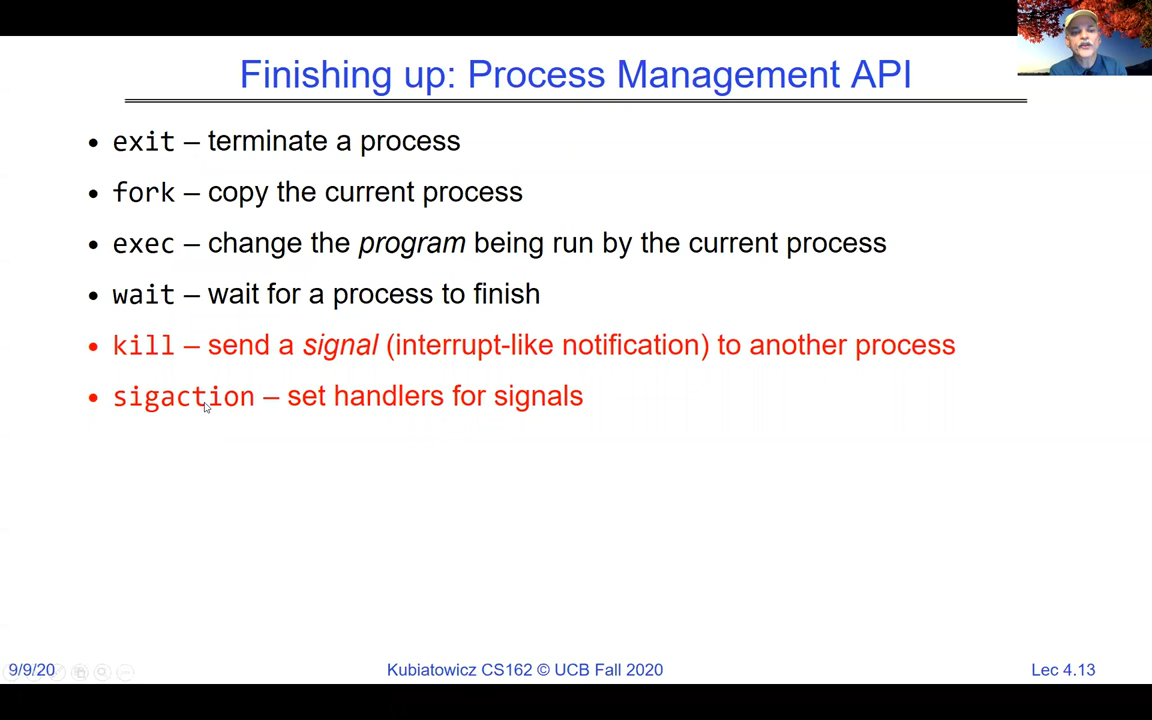 Finishing up: Process Management API
• exit – terminate a process
• fork – copy the current process
• exec – change the program being run by the current process
• wait – wait for a process to finish
• kill – send a signal (interrupt-like notification) to another process
• sigaction – set handlers for signals
9/9/20
Kubiatowicz CS162 © UCB Fall 2020
Lec 4.13